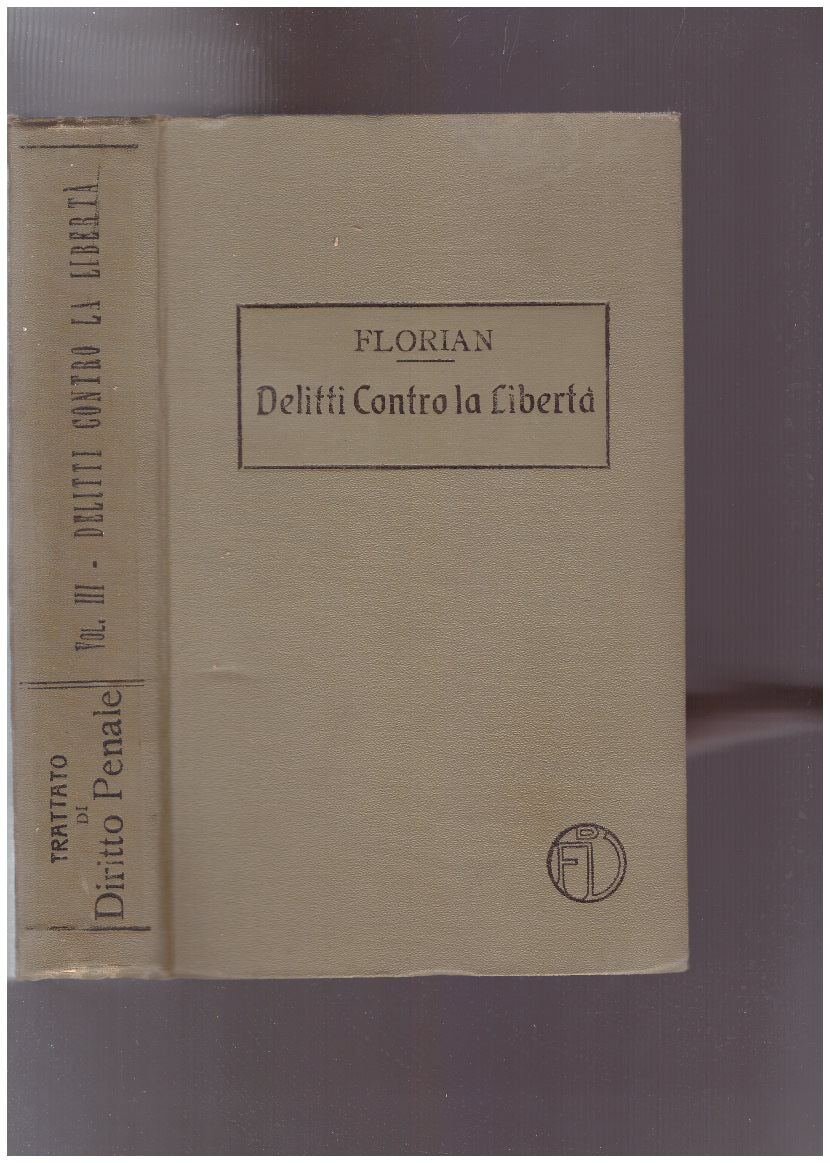 FLORIAN
Delitti Contro la Libertà
VOL. III - DELITTI CONTRO LA LIBERTÀ
TRATTATO
DI
Diritto Penale